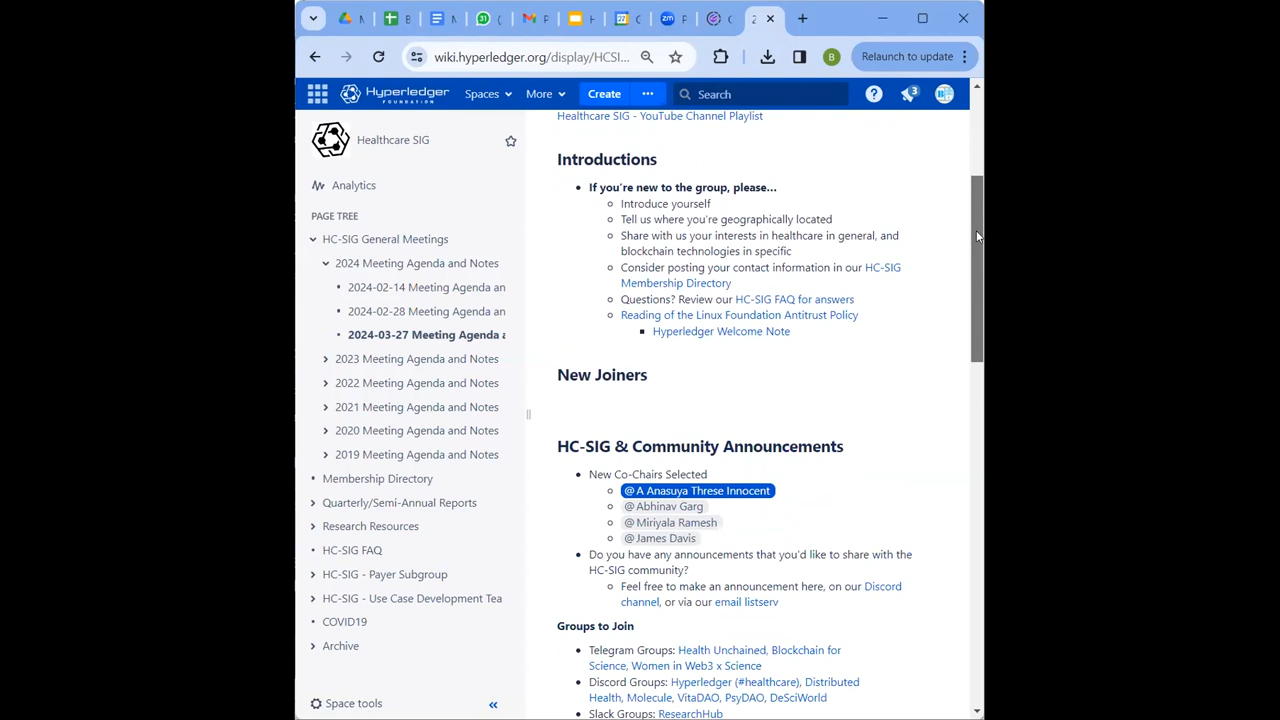 wiki.hyperledger.org/display/HCSI...
B
Relaunch to update
Hyperledger
FOUNDATION
Spaces
More
Create
Search
3
Healthcare SIG
Analytics
PAGE TREE
HC-SIG General Meetings
2024 Meeting Agenda and Notes
2024-02-14 Meeting Agenda an
2024-02-28 Meeting Agenda an
2024-03-27 Meeting Agenda a
2023 Meeting Agenda and Notes
2022 Meeting Agenda and Notes
2021 Meeting Agenda and Notes
2020 Meeting Agenda and Notes
2019 Meeting Agenda and Notes
Membership Directory
Quarterly/Semi-Annual Reports
Research Resources
HC-SIG FAQ
HC-SIG - Payer Subgroup
HC-SIG - Use Case Development Tea
COVID19
Archive
Space tools
Healthcare SIG - YouTube Channel Playlist
Introductions
If you're new to the group, please...
Introduce yourself
Tell us where you're geographically located
Share with us your interests in healthcare in general, and
blockchain technologies in specific
Consider posting your contact information in our HC-SIG
Membership Directory
Questions? Review our HC-SIG FAQ for answers
Reading of the Linux Foundation Antitrust Policy
Hyperledger Welcome Note
New Joiners
HC-SIG & Community Announcements
New Co-Chairs Selected
@A Anasuya Threse Innocent
@Abhinav Garg
@Miriyala Ramesh
@James Davis
Do you have any announcements that you'd like to share with the
HC-SIG community?
Feel free to make an announcement here, on our Discord
channel, or via our email listserv
Groups to Join
Telegram Groups: Health Unchained, Blockchain for
Science, Women in Web3 x Science
Discord Groups: Hyperledger (#healthcare), Distributed
Health, Molecule, VitaDAO, PsyDAO, DeSciWorld
Slack Groups: ResearchHub